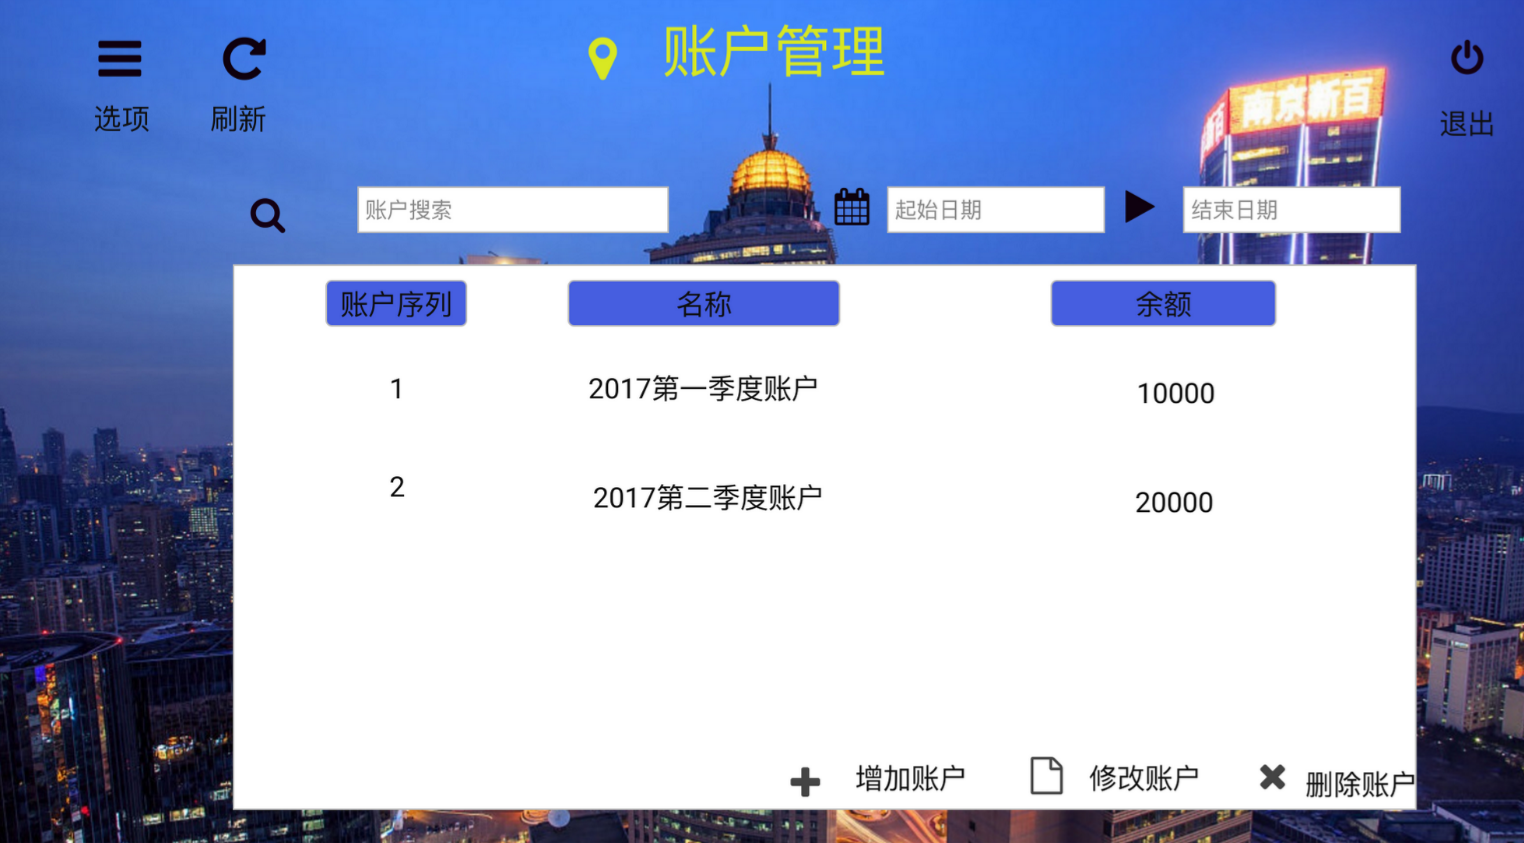 账户管理
选项
刷新
退出
南京新百
新百
账户搜索
起始日期
结束日期
账户序列
名称
余额
1
2017第一季度账户
10000
2
2017第二季度账户
20000
增加账户
修改账户
删除账户